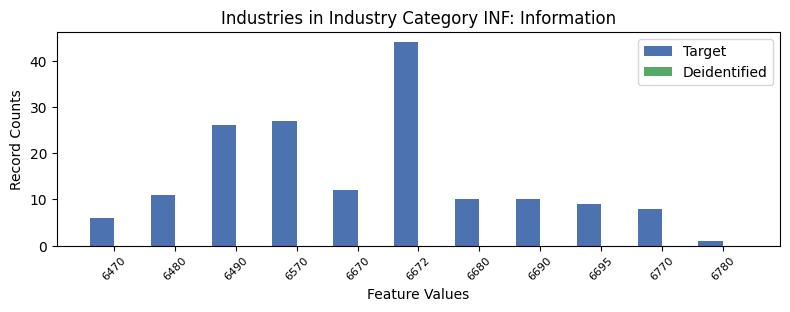 Industries in Industry Category INF: Information
Target
Deidentified
Record Counts
40
30
20
10
0
6470 6480 6490 6570 6670 6672 6680 6690 6695 6770 6780
Feature Values